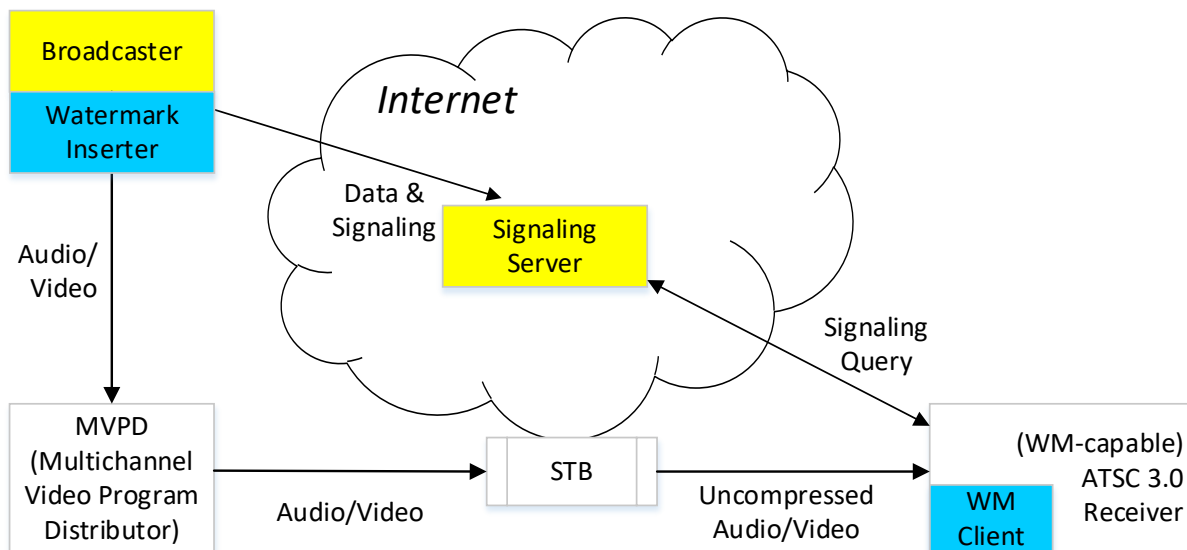 Broadcaster
Watermark
Inserter
Internet
Data &
Signaling
Signaling
Server
Audio/
Video
Signaling
Query
MVPD
(Multichannel
Video Program
Distributor)
Audio/Video
STB
Uncompressed
Audio/Video
(WM-capable)
ATSC 3.0
Receiver
WM
Client